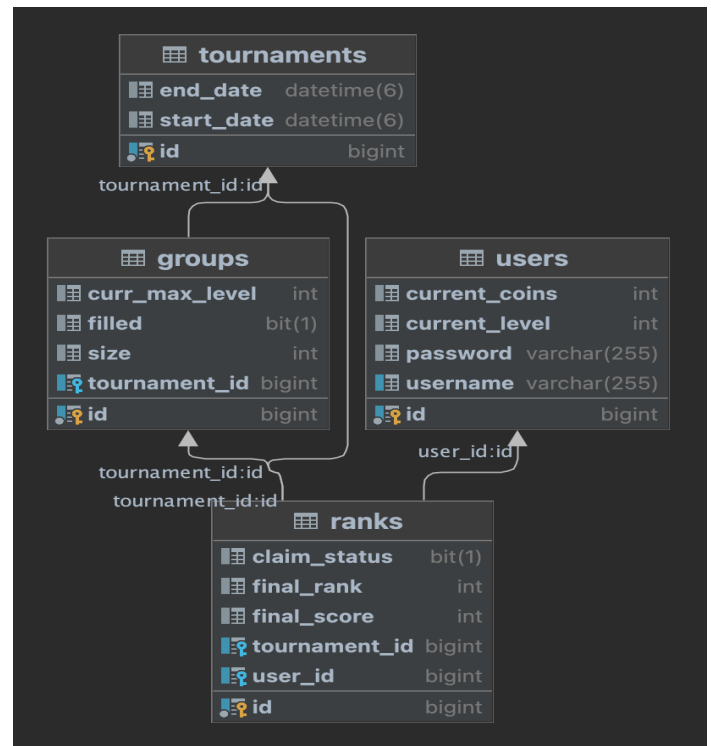 tournaments
end_date datetime(6)
start_date datetime(6)
id bigint
tournament_id:id
groups
curr_max_level int
filled bit(1)
size int
tournament_id bigint
id bigint
users
current_coins int
current_level int
password varchar(255)
username varchar(255)
id bigint
user_id:id
tournament_id:id
tournament_id:id
ranks
claim_status bit(1)
final_rank int
final_score int
tournament_id bigint
user_id bigint
id bigint